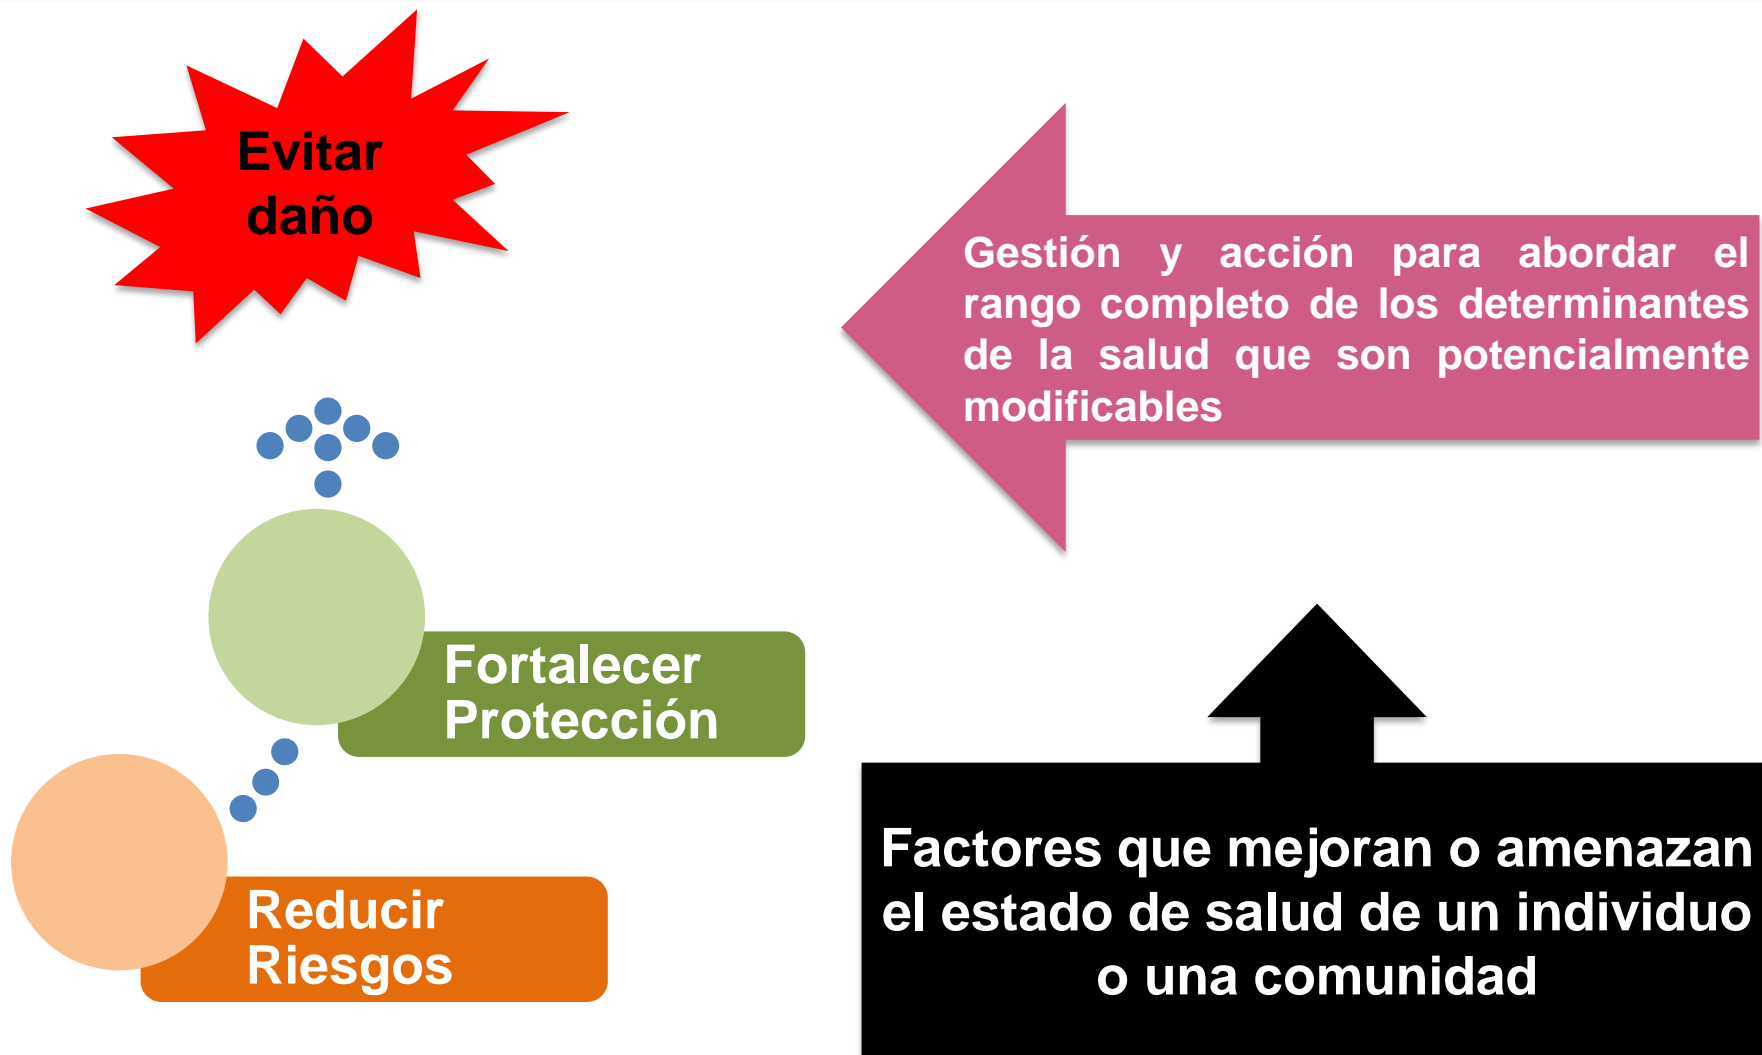 Evitar
daño
Gestión y acción para abordar el
rango completo de los determinantes
de la salud que son potencialmente
modificables
Fortalecer
Protección
Reducir
Riesgos
Factores que mejoran o amenazan
el estado de salud de un individuo
o una comunidad